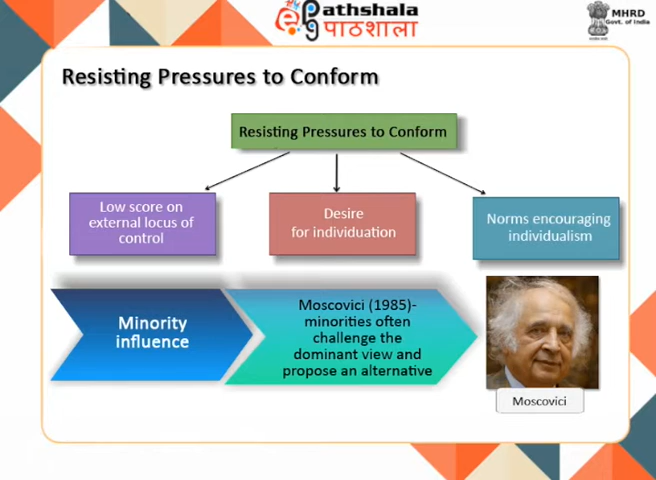 Pathshala
पाठशाला
MHRD
Govt. of India
Resisting Pressures to Conform
Resisting Pressures to Conform
Low score on
external locus of
control
Desire
for individuation
Norms encouraging
individualism
Minority
influence
Moscovici (1985)-
minorities often
challenge the
dominant view and
propose an alternative
Moscovici